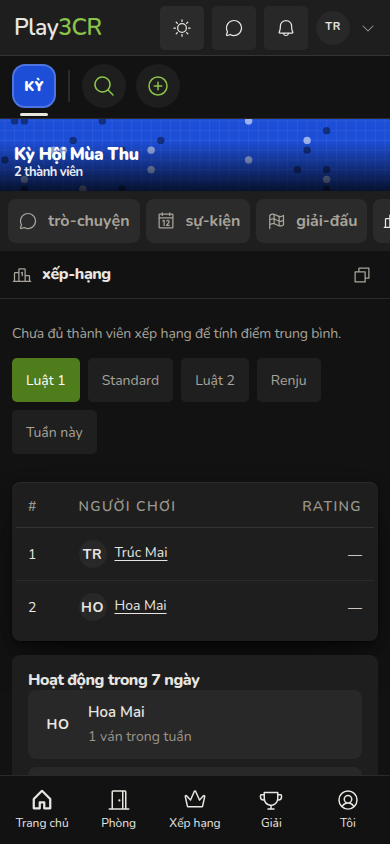 Play3CR
TR
KỲ
Kỳ Hội Mùa Thu
2 thành viên
trò-chuyện
sự-kiện
giải-đấu
xếp-hạng
Chưa đủ thành viên xếp hạng để tính điểm trung bình.
Luật 1
Standard
Luật 2
Renju
Tuần này
# NGƯỜI CHƠI RATING
1 TR Trúc Mai —
2 HO Hoa Mai —
Hoạt động trong 7 ngày
HO
Hoa Mai
1 ván trong tuần
Trang chủ
Phòng
Xếp hạng
Giải
Tôi